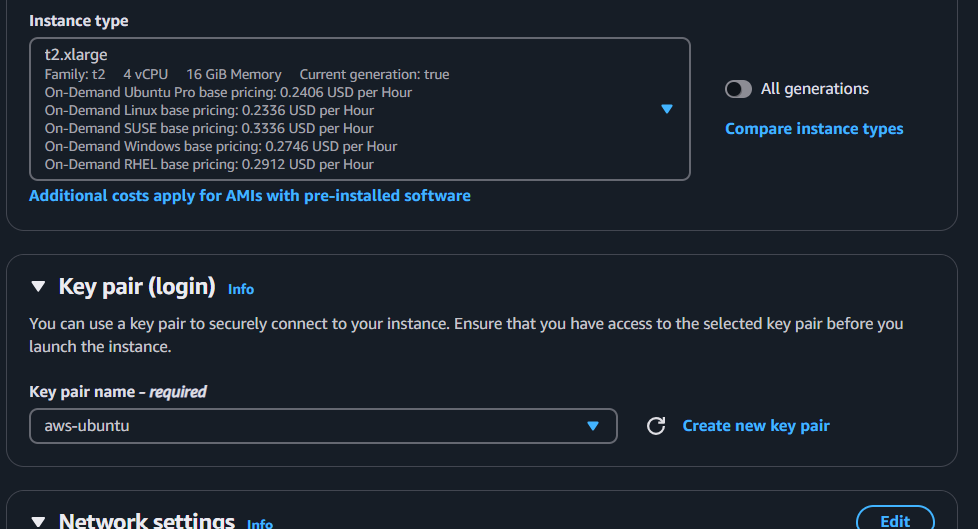 Instance type
t2.xlarge
Family: t2 4 vCPU 16 GiB Memory Current generation: true
On-Demand Ubuntu Pro base pricing: 0.2406 USD per Hour
On-Demand Linux base pricing: 0.2336 USD per Hour
On-Demand SUSE base pricing: 0.3336 USD per Hour
On-Demand Windows base pricing: 0.2746 USD per Hour
On-Demand RHEL base pricing: 0.2912 USD per Hour
All generations
Compare instance types
Additional costs apply for AMIs with pre-installed software
Key pair (login) Info
You can use a key pair to securely connect to your instance. Ensure that you have access to the selected key pair before you
launch the instance.
Key pair name - required
aws-ubuntu
Create new key pair
Network settings Info
Edit